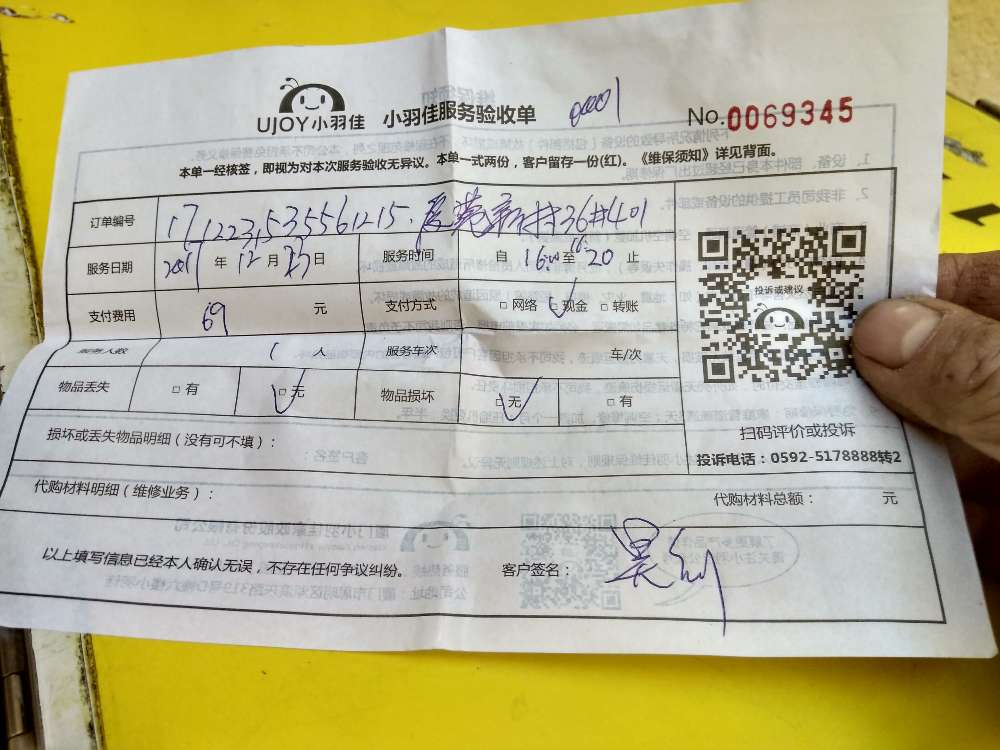 UJOY小羽佳 小羽佳服务验收单 00001 No.0069345
本单一经核签，即视为对本次服务验收无异议。本单一式两份，客户留存一份(红)。《维保须知》详见背面。
订单编号 171223535561215. 新村36#401
服务日期 2017 年 12 月 23 日 服务时间 自 16:00 至 16:20 止
支付费用 69 元 支付方式 □ 网络 □ 现金 □ 转账
服务人数 1 人 服务车次 车/次
物品丢失 □ 有 □ 无 物品损坏 □ 无 □ 有
投诉或建议
扫码评价或投诉
投诉电话：0592-5178888转2
损坏或丢失物品明细（没有可不填）：
代购材料明细（维修业务）： 代购材料总额： 元
以上填写信息已经本人确认无误，不存在任何争议纠纷。 客户签名：